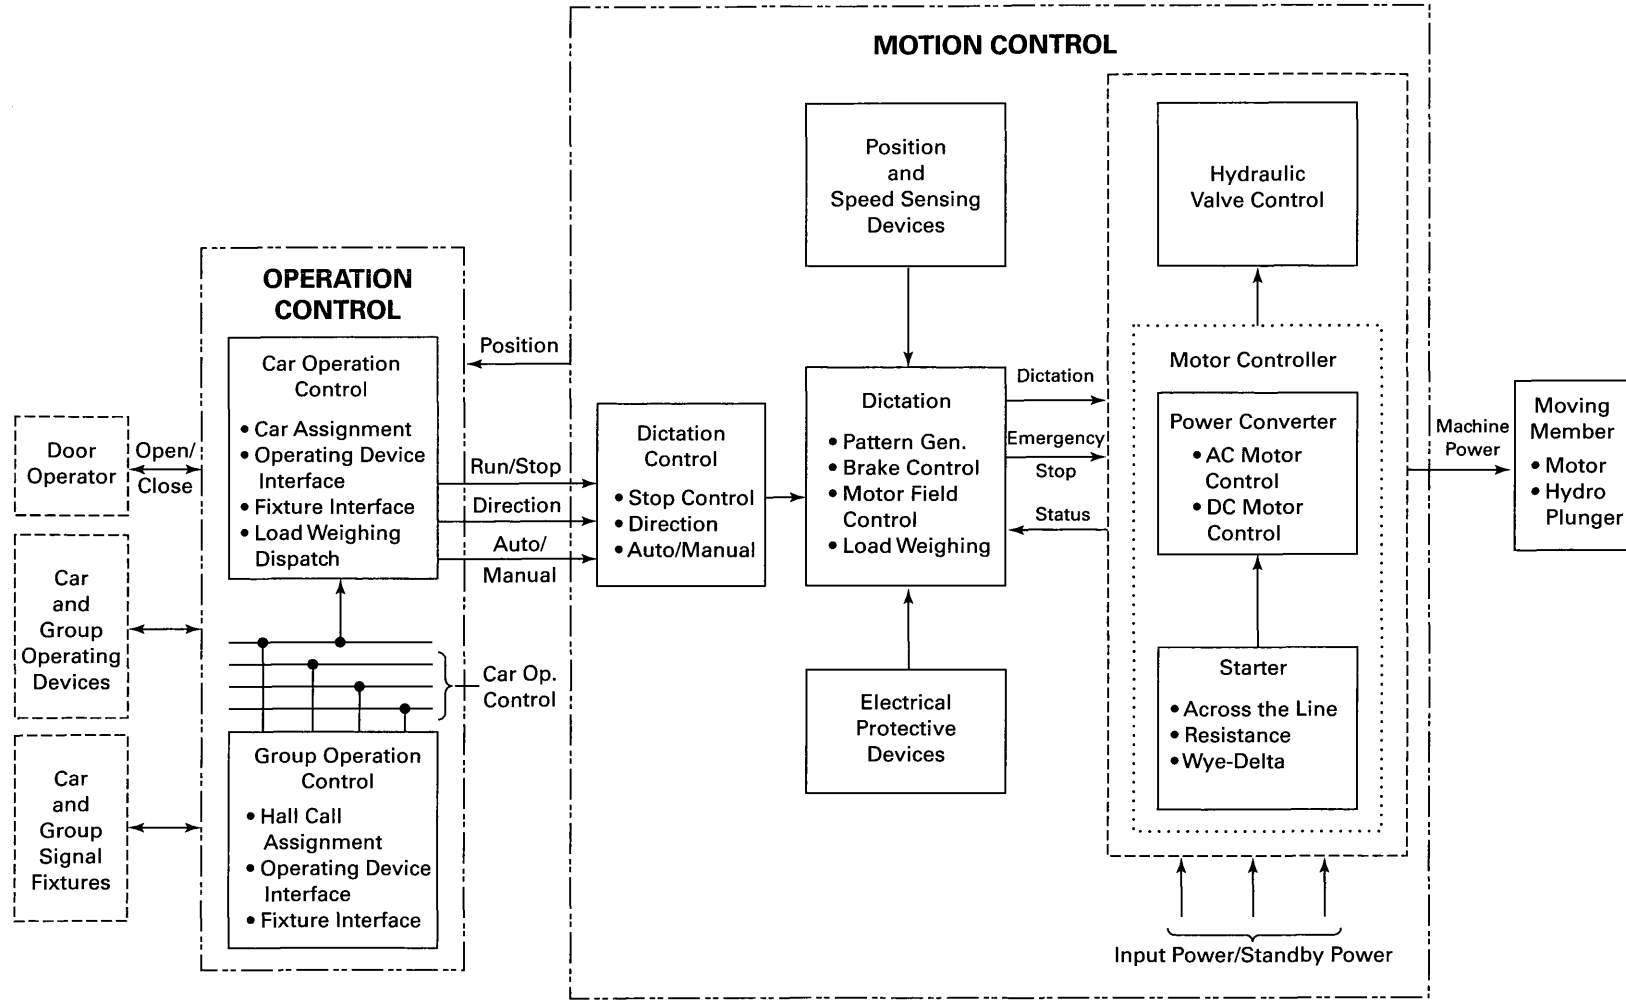 MOTION CONTROL
Position
and
Speed Sensing
Devices
Hydraulic
Valve Control
OPERATION
CONTROL
Car Operation
Control
• Car Assignment
• Operating Device
Interface
• Fixture Interface
• Load Weighing
Dispatch
Position
Door
Operator
Open/
Close
Run/Stop
Direction
Auto/
Manual
Dictation
Control
• Stop Control
• Direction
• Auto/Manual
Dictation
• Pattern Gen.
• Brake Control
• Motor Field
Control
• Load Weighing
Dictation
Emergency
Stop
Status
Motor Controller
Power Converter
• AC Motor
Control
• DC Motor
Control
Machine
Power
Moving
Member
• Motor
• Hydro
Plunger
Car
and
Group
Operating
Devices
Car Op.
Control
Electrical
Protective
Devices
Starter
• Across the Line
• Resistance
• Wye-Delta
Car
and
Group
Signal
Fixtures
Group Operation
Control
• Hall Call
Assignment
• Operating Device
Interface
• Fixture Interface
Input Power/Standby Power